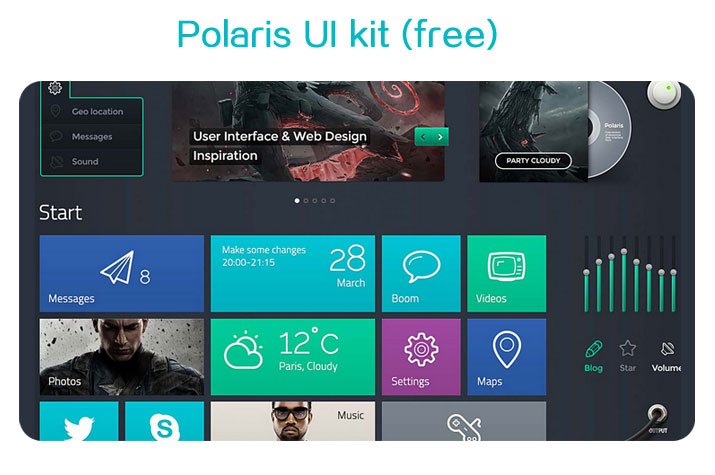 Polaris UI kit (free)
Geo location
Messages
Sound
User Interface & Web Design
Inspiration
Polaris
PARTY CLOUDY
Start
Make some changes
20:00-21:15
28
March
8
Messages
Boom
Videos
12°C
Paris, Cloudy
Photos
Settings
Maps
Blog
Star
Volume
Music
OUTPUT